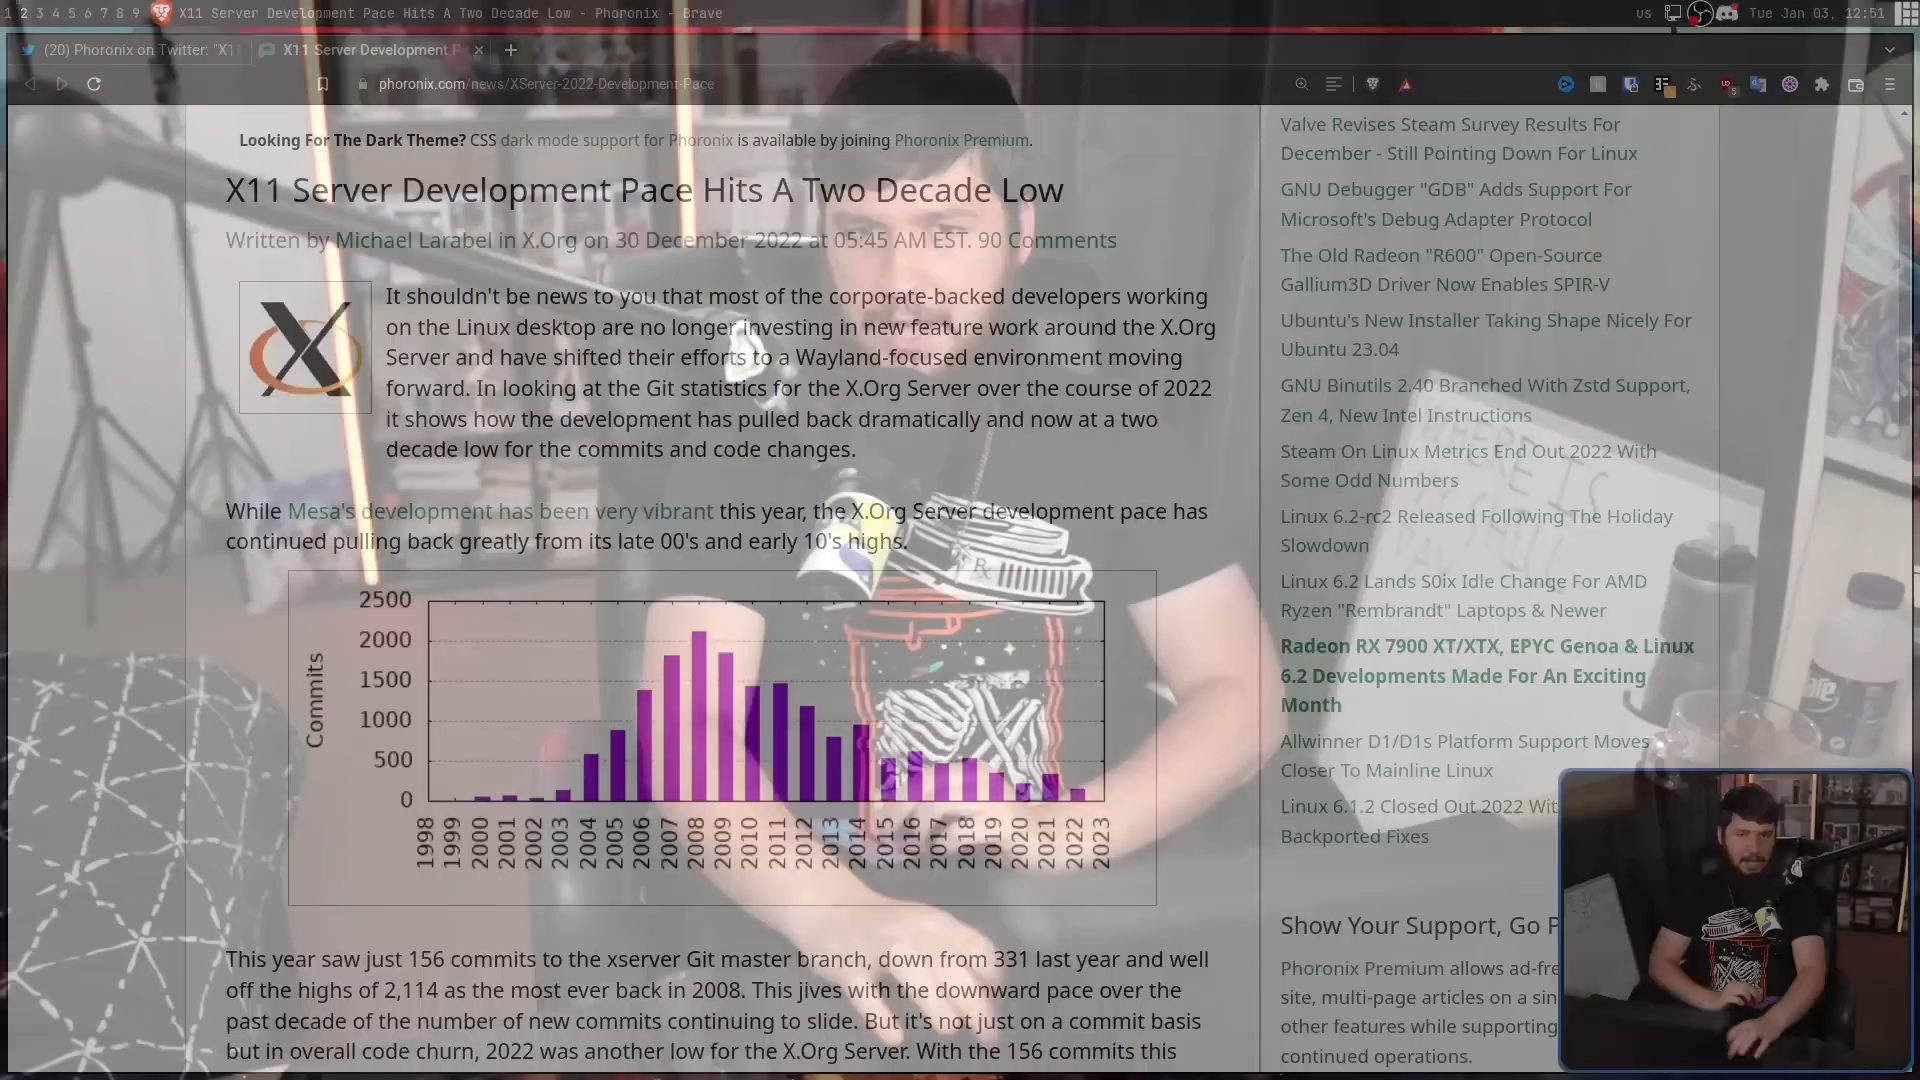 1 2 3 4 5 6 7 8 9 X11 Server Development Pace Hits A Two Decade Low - Phoronix - Brave
us Tue Jan 03, 12:51
(20) Phoronix on Twitter: "X1
X11 Server Development P
phoronix.com/news/XServer-2022-Development-Pace
Looking For The Dark Theme? CSS dark mode support for Phoronix is available by joining Phoronix Premium.
X11 Server Development Pace Hits A Two Decade Low
Written by Michael Larabel in X.Org on 30 December 2022 at 05:45 AM EST. 90 Comments
It shouldn't be news to you that most of the corporate-backed developers working
on the Linux desktop are no longer investing in new feature work around the X.Org
Server and have shifted their efforts to a Wayland-focused environment moving
forward. In looking at the Git statistics for the X.Org Server over the course of 2022
it shows how the development has pulled back dramatically and now at a two
decade low for the commits and code changes.
While Mesa's development has been very vibrant this year, the X.Org Server development pace has
continued pulling back greatly from its late 00's and early 10's highs.
Commits
2500
2000
1500
1000
500
0
1998 1999 2000 2001 2002 2003 2004 2005 2006 2007 2008 2009 2010 2011 2012 2013 2014 2015 2016 2017 2018 2019 2020 2021 2022 2023
This year saw just 156 commits to the xserver Git master branch, down from 331 last year and well
off the highs of 2,114 as the most ever back in 2008. This jives with the downward pace over the
past decade of the number of new commits continuing to slide. But it's not just on a commit basis
but in overall code churn, 2022 was another low for the X.Org Server. With the 156 commits this
Valve Revises Steam Survey Results For
December - Still Pointing Down For Linux
GNU Debugger "GDB" Adds Support For
Microsoft's Debug Adapter Protocol
The Old Radeon "R600" Open-Source
Gallium3D Driver Now Enables SPIR-V
Ubuntu's New Installer Taking Shape Nicely For
Ubuntu 23.04
GNU Binutils 2.40 Branched With Zstd Support,
Zen 4, New Intel Instructions
Steam On Linux Metrics End Out 2022 With
Some Odd Numbers
Linux 6.2-rc2 Released Following The Holiday
Slowdown
Linux 6.2 Lands S0ix Idle Change For AMD
Ryzen "Rembrandt" Laptops & Newer
Radeon RX 7900 XT/XTX, EPYC Genoa & Linux
6.2 Developments Made For An Exciting
Month
Allwinner D1/D1s Platform Support Moves
Closer To Mainline Linux
Linux 6.1.2 Closed Out 2022 Wit
Backported Fixes
Show Your Support, Go P
Phoronix Premium allows ad-fre
site, multi-page articles on a sin
other features while supporting
continued operations.
HERE IS